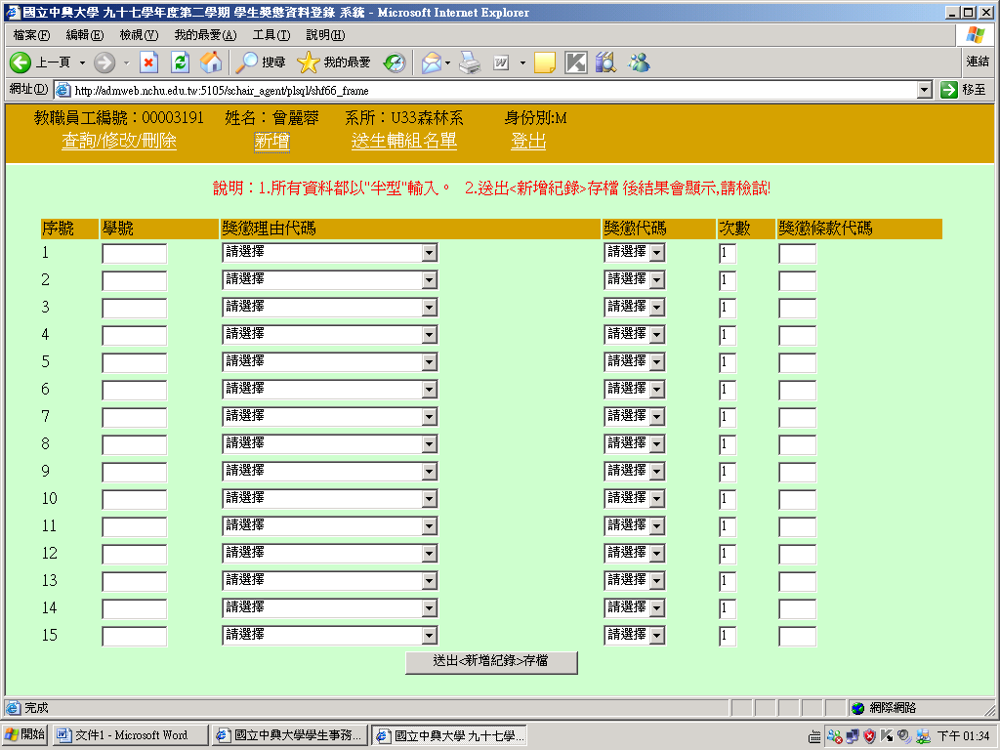 國立中興大學 九十七學年度第二學期 學生獎懲資料登錄 系統 - Microsoft Internet Explorer
檔案(F) 編輯(E) 檢視(V) 我的最愛(A) 工具(T) 說明(H)
上一頁 搜尋 我的最愛 連結
網址(D) http://admweb.nchu.edu.tw:5105/schair_agent/plsql/shf66_frame 移至
教職員工編號：00003191 姓名：曾麗蓉 系所：U33森林系 身份別:M
查詢/修改/刪除 新增 送生輔組名單 登出
說明：1.所有資料都以"半型"輸入。 2.送出<新增紀錄>存檔 後結果會顯示,請檢試!
序號 學號 獎懲理由代碼 獎懲代碼 次數 獎懲條款代碼
1 請選擇 請選擇 1
2 請選擇 請選擇 1
3 請選擇 請選擇 1
4 請選擇 請選擇 1
5 請選擇 請選擇 1
6 請選擇 請選擇 1
7 請選擇 請選擇 1
8 請選擇 請選擇 1
9 請選擇 請選擇 1
10 請選擇 請選擇 1
11 請選擇 請選擇 1
12 請選擇 請選擇 1
13 請選擇 請選擇 1
14 請選擇 請選擇 1
15 請選擇 請選擇 1
送出<新增紀錄>存檔
完成 網際網路
開始 文件1 - Microsoft Word 國立中興大學學生事務... 國立中興大學 九十七學... 下午 01:34